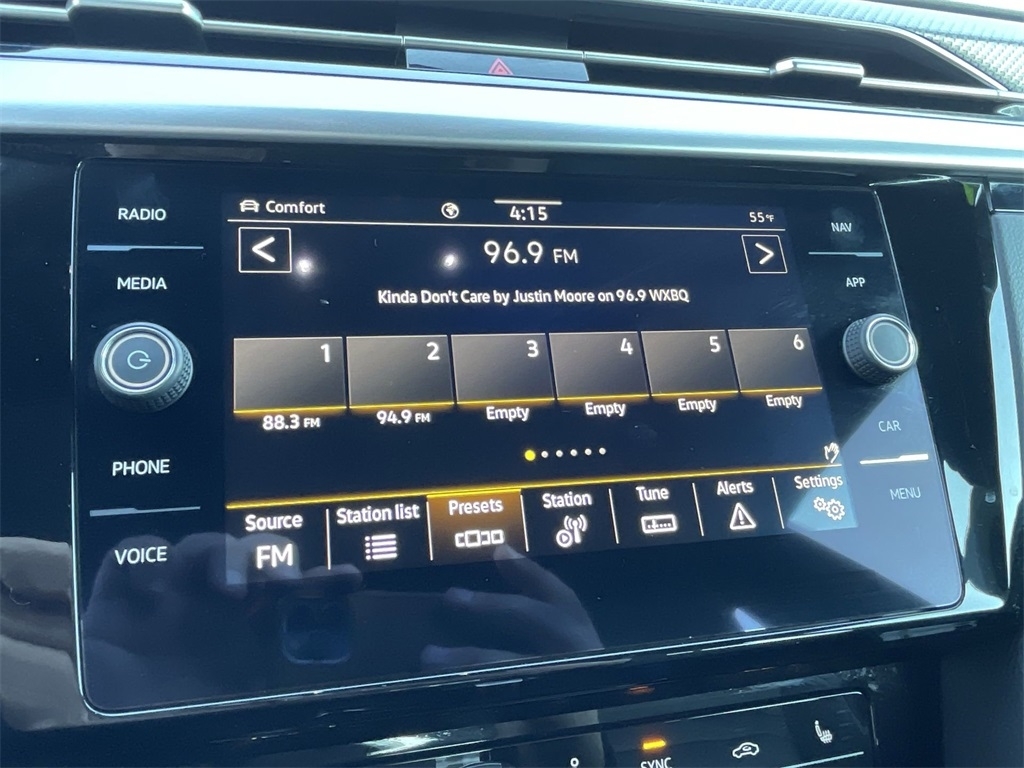 RADIO
MEDIA
PHONE
VOICE
Comfort
4:15
55°F
96.9 FM
Kinda Don't Care by Justin Moore on 96.9 WXBQ
1 2 3 4 5 6
88.3 FM 94.9 FM Empty Empty Empty Empty
Source Station list Presets Station Tune Alerts Settings
FM
NAV
APP
CAR
MENU
SYNC